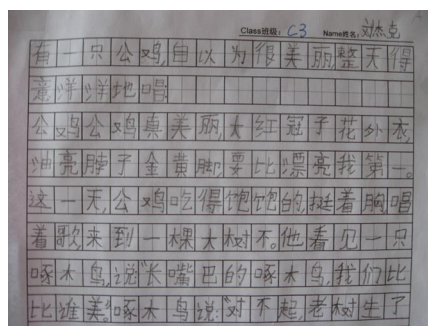 Class班级: C3 Name姓名: 刘杰克
有一只公鸡,自以为很美丽整天得
意洋洋地唱
公鸡公鸡真美丽,大红冠子花外衣,
油亮脖子金黄脚,要比漂亮我第一。
这一天,公鸡吃得饱饱的,挺着胸唱
着歌,来到一棵大树不。他看见一只
啄木鸟,说“长嘴巴的啄木鸟,我们比
比谁美。”啄木鸟说:“对不起,老树生了